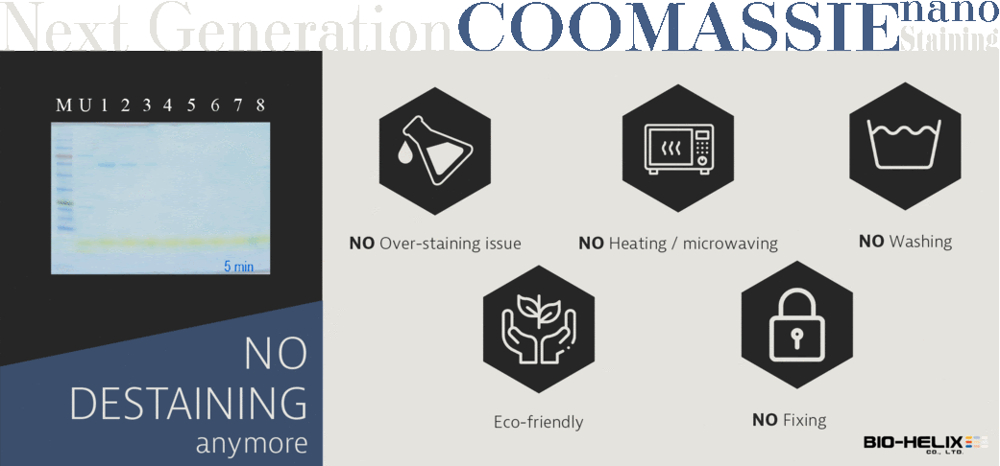 Next Generation COOMASSIE nano
Staining
M U 1 2 3 4 5 6 7 8
5 min
NO
DESTAINING
anymore
NO Over-staining issue
NO Heating / microwaving
NO Washing
Eco-friendly
NO Fixing
BIO-HELIX
CO., LTD.